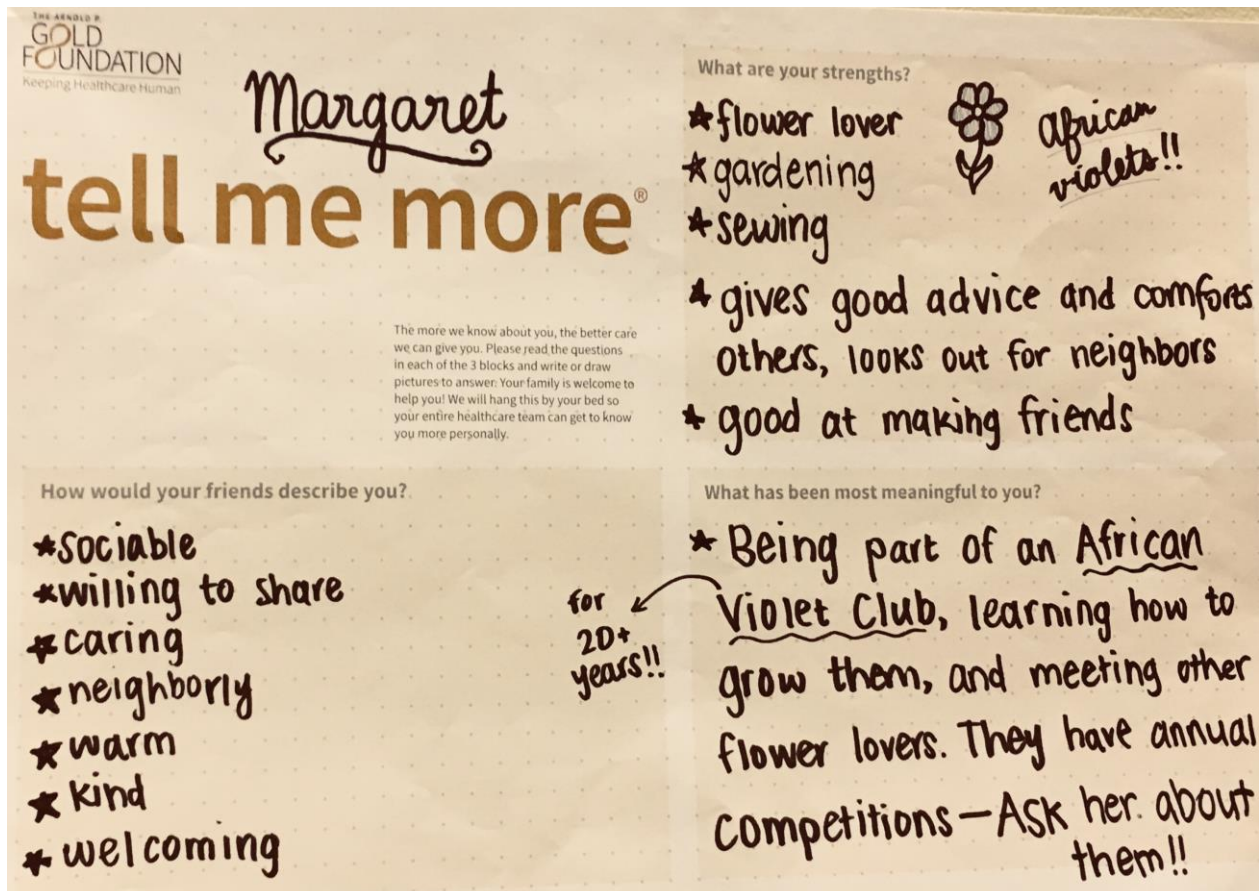 THE ARNOLD P.
GOLD
FOUNDATION
Keeping Healthcare Human
Margaret
tell me more®
The more we know about you, the better care
we can give you. Please read the questions
in each of the 3 blocks and write or draw
pictures to answer. Your family is welcome to
help you! We will hang this by your bed so
your entire healthcare team can get to know
you more personally.
What are your strengths?
★ flower lover
★ gardening
★ sewing
african
violets!!
★ gives good advice and comforts
others, looks out for neighbors
★ good at making friends
How would your friends describe you?
★ sociable
★ willing to share
★ caring
★ neighborly
★ warm
★ kind
★ welcoming
What has been most meaningful to you?
★ Being part of an African
Violet Club, learning how to
grow them, and meeting other
flower lovers. They have annual
competitions – Ask her about
them!!
for
20+
years!!